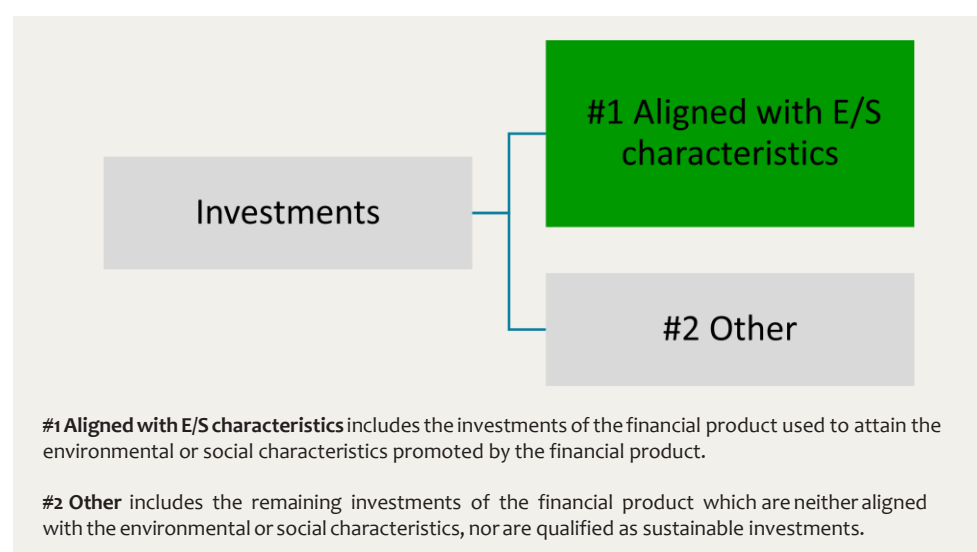 #1 Aligned with E/S
characteristics
Investments
#2 Other
#1 Aligned with E/S characteristics includes the investments of the financial product used to attain the
environmental or social characteristics promoted by the financial product.
#2 Other includes the remaining investments of the financial product which are neither aligned
with the environmental or social characteristics, nor are qualified as sustainable investments.